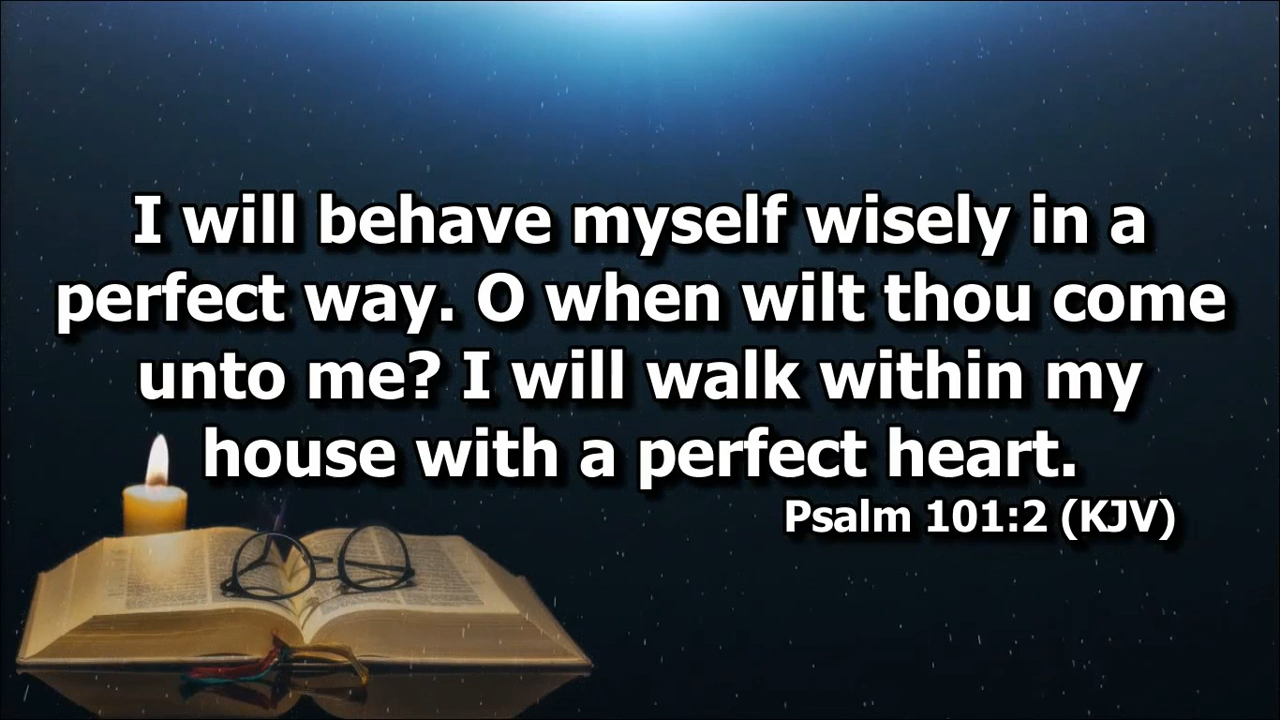 I will behave myself wisely in a
perfect way. O when wilt thou come
unto me? I will walk within my
house with a perfect heart.
Psalm 101:2 (KJV)